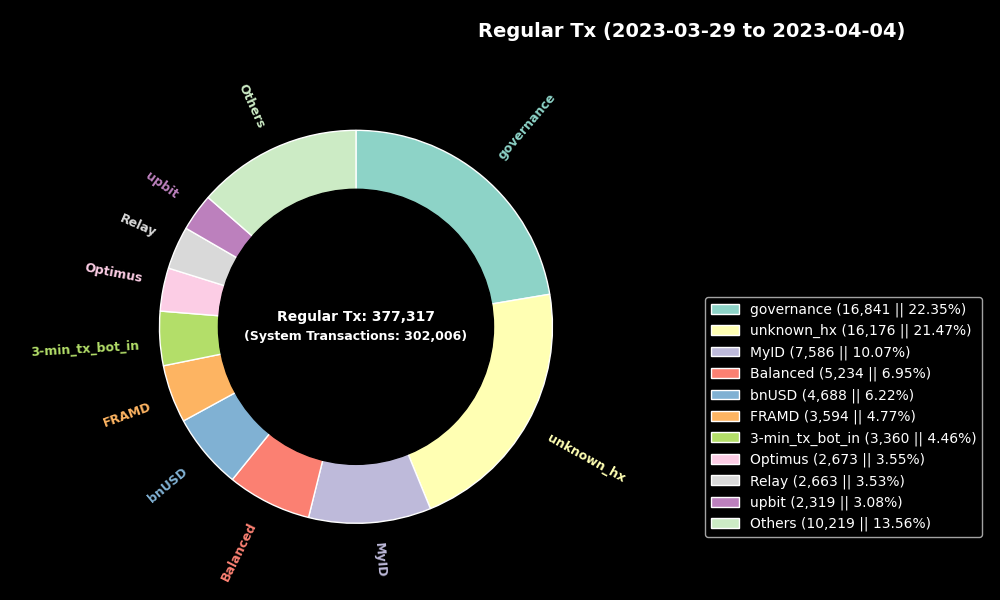 Regular Tx (2023-03-29 to 2023-04-04)
Others
governance
upbit
Relay
Optimus
3-min_tx_bot_in
FRAMD
bnUSD
Balanced
MyID
unknown_hx
Regular Tx: 377,317
(System Transactions: 302,006)
governance (16,841 || 22.35%)
unknown_hx (16,176 || 21.47%)
MyID (7,586 || 10.07%)
Balanced (5,234 || 6.95%)
bnUSD (4,688 || 6.22%)
FRAMD (3,594 || 4.77%)
3-min_tx_bot_in (3,360 || 4.46%)
Optimus (2,673 || 3.55%)
Relay (2,663 || 3.53%)
upbit (2,319 || 3.08%)
Others (10,219 || 13.56%)